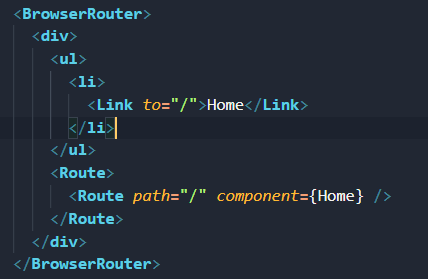 <BrowserRouter>
  <div>
    <ul>
      <li>
        <Link to="/">Home</Link>
      </li>
    </ul>
    <Route>
      <Route path="/" component={Home} />
    </Route>
  </div>
</BrowserRouter>